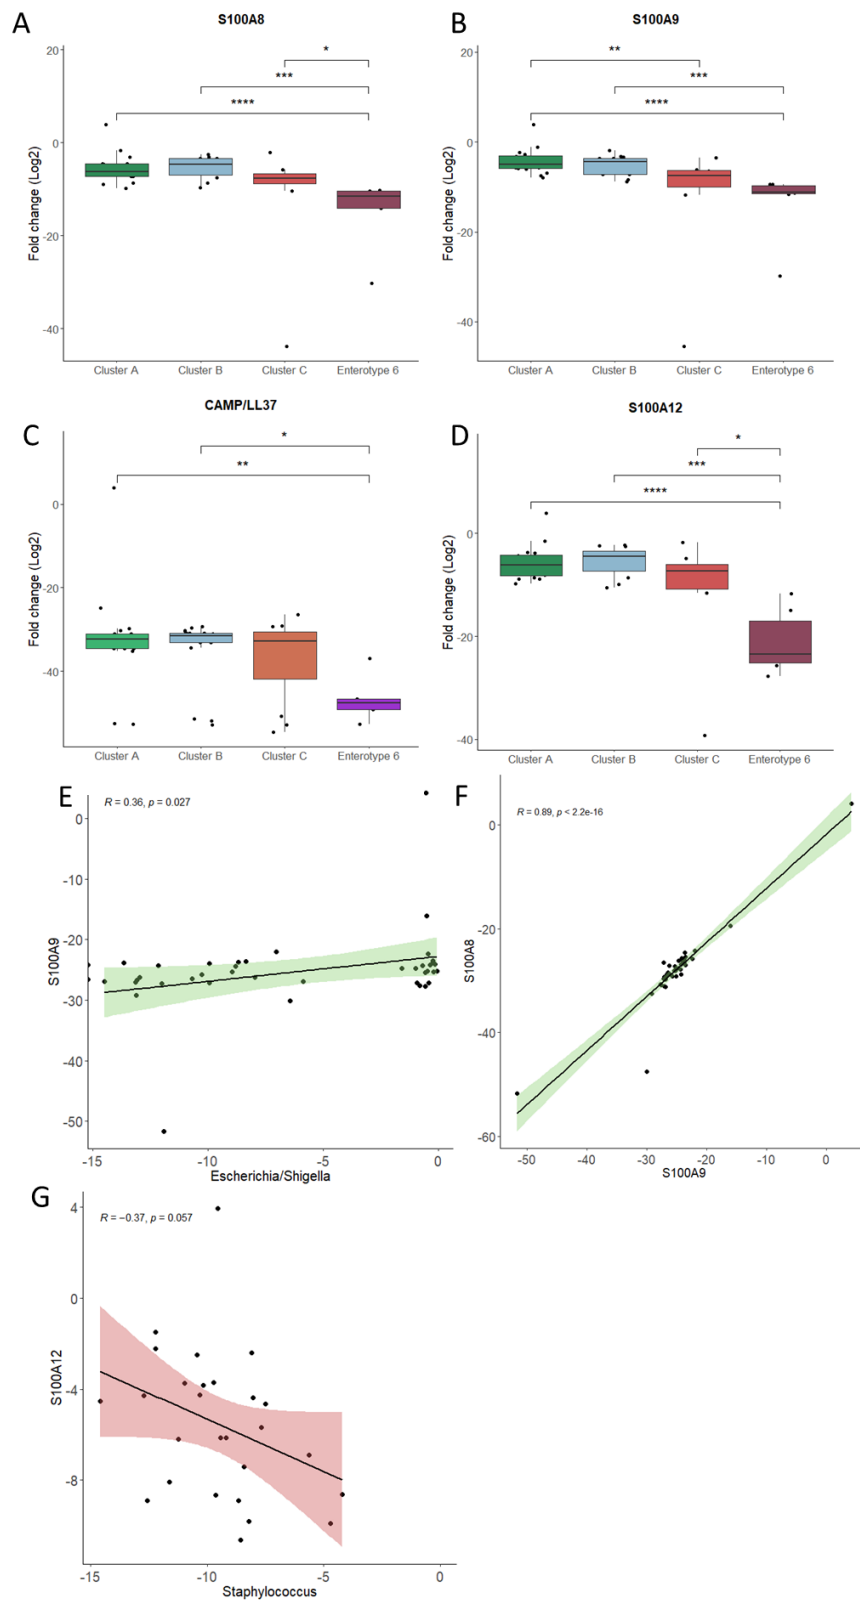 A
S100A8
Fold change (Log2)
20
0
-20
-40
*
***
****
Cluster A Cluster B Cluster C Enterotype 6
B
S100A9
Fold change (Log2)
20
0
-20
-40
**
***
****
Cluster A Cluster B Cluster C Enterotype 6
C
CAMP/LL37
Fold change (Log2)
0
-20
-40
*
**
Cluster A Cluster B Cluster C Enterotype 6
D
S100A12
Fold change (Log2)
0
-20
-40
*
***
****
Cluster A Cluster B Cluster C Enterotype 6
E
R = 0.36, p = 0.027
S100A9
0
-10
-20
-30
-40
-50
-15 -10 -5 0
Escherichia/Shigella
F
R = 0.89, p < 2.2e-16
S100A8
0
-20
-40
-60
-50 -40 -30 -20 -10 0
S100A9
G
R = −0.37, p = 0.057
S100A12
4
0
-4
-8
-15 -10 -5 0
Staphylococcus